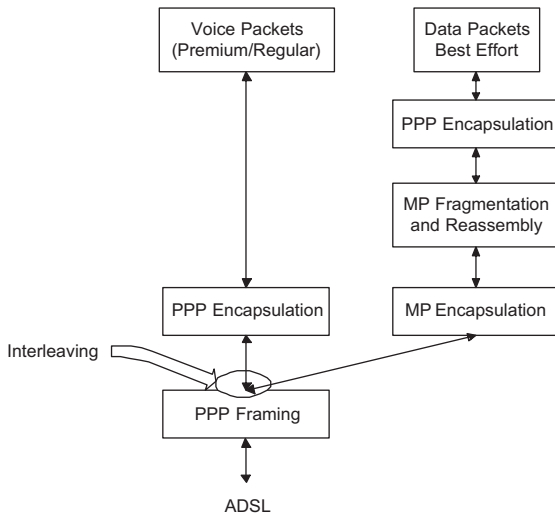 Voice Packets
(Premium/Regular)
Data Packets
Best Effort
PPP Encapsulation
MP Fragmentation
and Reassembly
PPP Encapsulation
MP Encapsulation
Interleaving
PPP Framing
ADSL